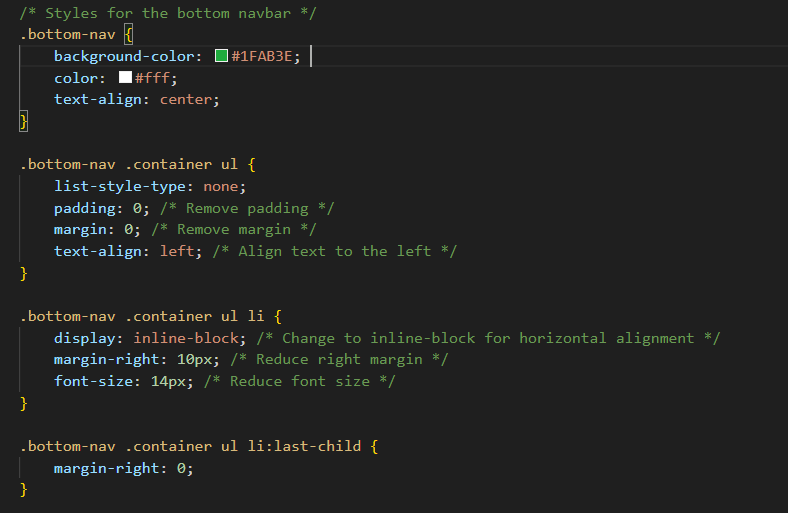 /* Styles for the bottom navbar */
.bottom-nav {
    background-color: #1FAB3E;
    color: #fff;
    text-align: center;
}

.bottom-nav .container ul {
    list-style-type: none;
    padding: 0; /* Remove padding */
    margin: 0; /* Remove margin */
    text-align: left; /* Align text to the left */
}

.bottom-nav .container ul li {
    display: inline-block; /* Change to inline-block for horizontal alignment */
    margin-right: 10px; /* Reduce right margin */
    font-size: 14px; /* Reduce font size */
}

.bottom-nav .container ul li:last-child {
    margin-right: 0;
}